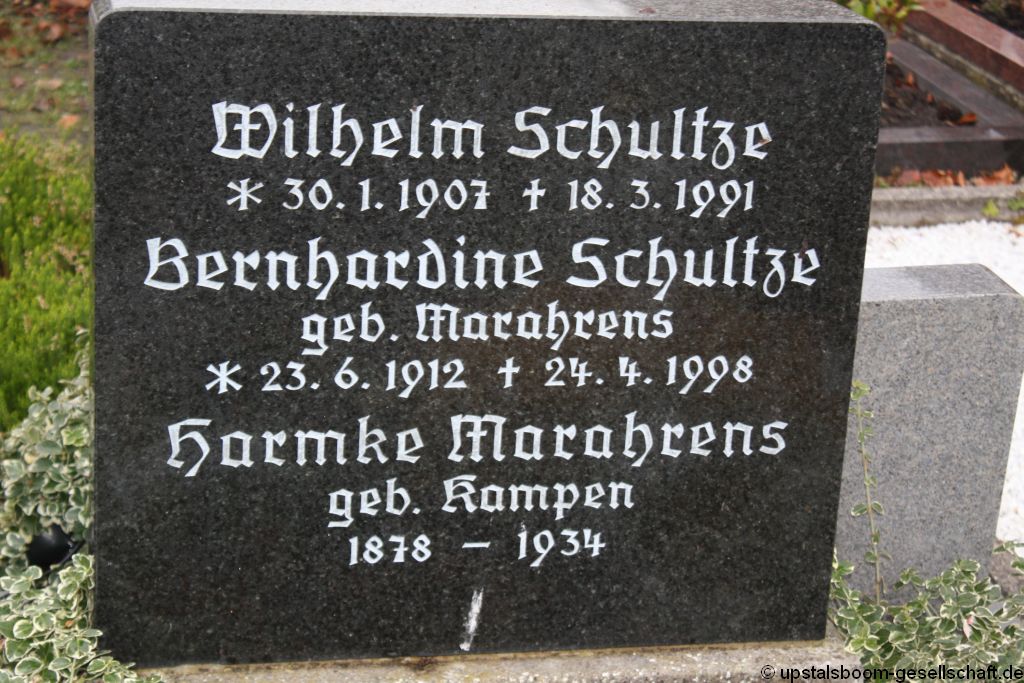 Wilhelm Schultze
* 30. 1. 1907 ✝ 18. 3. 1991
Bernhardine Schultze
geb. Marahrens
* 23. 6. 1912 ✝ 24. 4. 1998
Harmke Marahrens
geb. Kampen
1878 – 1934
© upstalsboom-gesellschaft.de